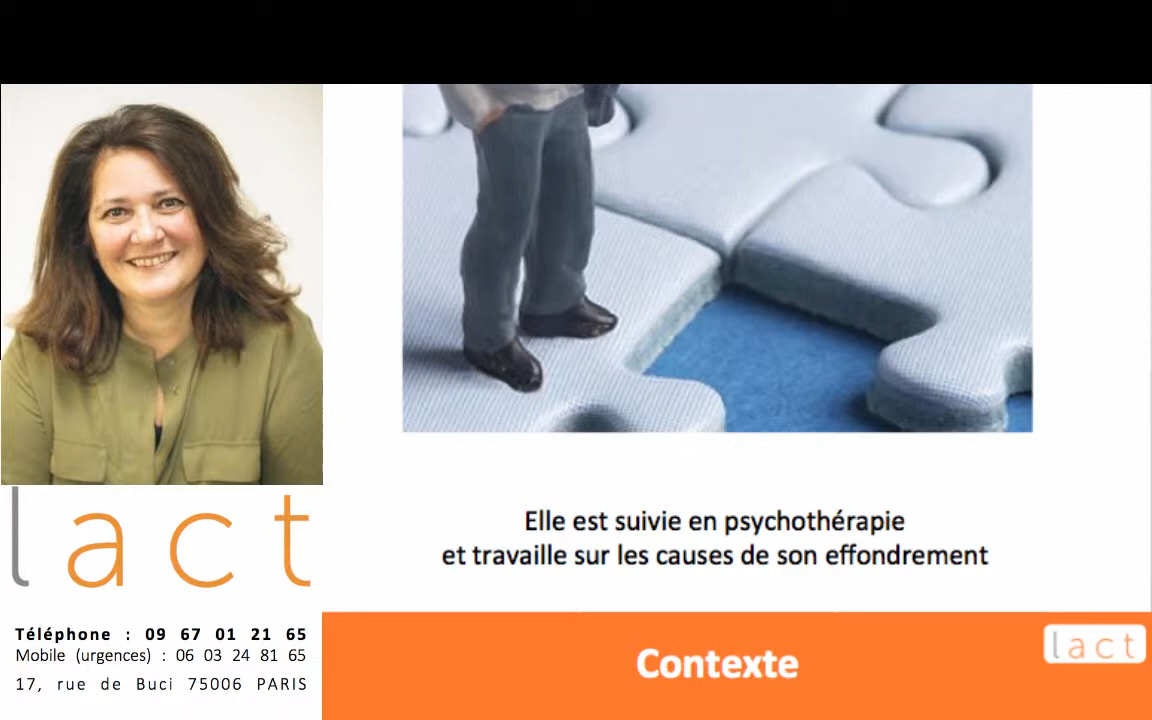 lact
Téléphone : 09 67 01 21 65
Mobile (urgences) : 06 03 24 81 65
17, rue de Buci 75006 PARIS
Elle est suivie en psychothérapie
et travaille sur les causes de son effondrement
Contexte
lact